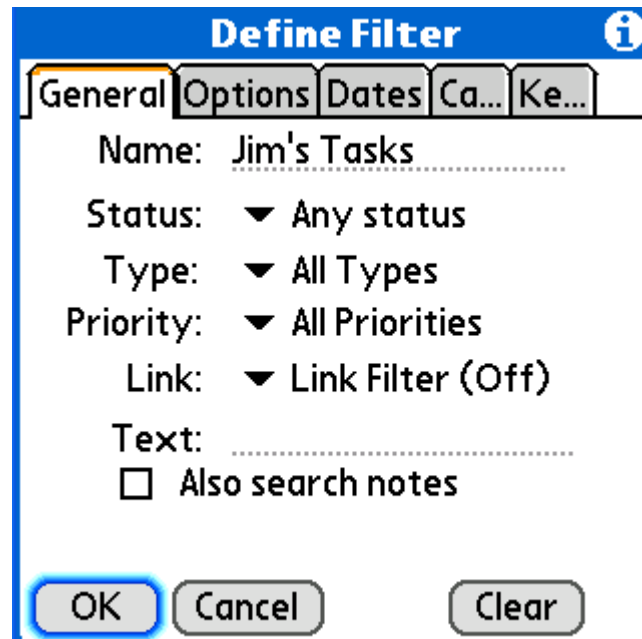 Define Filter
General Options Dates Ca... Ke...
Name: Jim's Tasks
Status: Any status
Type: All Types
Priority: All Priorities
Link: Link Filter (Off)
Text:
Also search notes
OK Cancel Clear